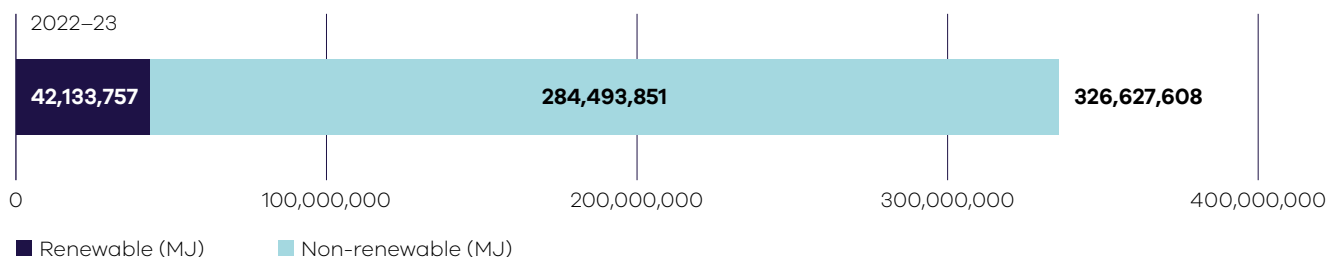 2022–23
42,133,757 284,493,851 326,627,608
0 100,000,000 200,000,000 300,000,000 400,000,000
Renewable (MJ) Non-renewable (MJ)